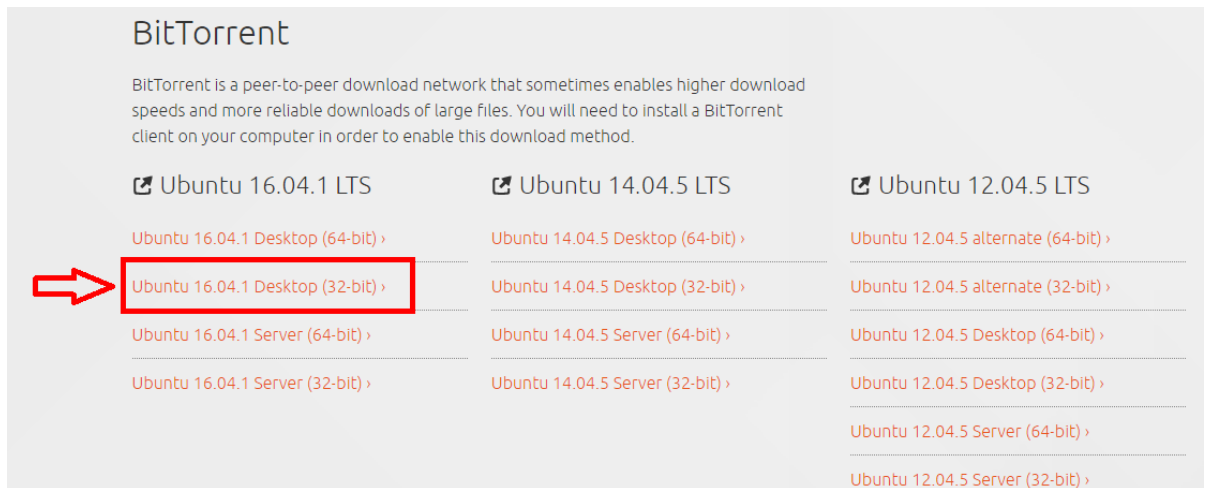 BitTorrent
BitTorrent is a peer-to-peer download network that sometimes enables higher download
speeds and more reliable downloads of large files. You will need to install a BitTorrent
client on your computer in order to enable this download method.
Ubuntu 16.04.1 LTS
Ubuntu 16.04.1 Desktop (64-bit) ›
Ubuntu 16.04.1 Desktop (32-bit) ›
Ubuntu 16.04.1 Server (64-bit) ›
Ubuntu 16.04.1 Server (32-bit) ›
Ubuntu 14.04.5 LTS
Ubuntu 14.04.5 Desktop (64-bit) ›
Ubuntu 14.04.5 Desktop (32-bit) ›
Ubuntu 14.04.5 Server (64-bit) ›
Ubuntu 14.04.5 Server (32-bit) ›
Ubuntu 12.04.5 LTS
Ubuntu 12.04.5 alternate (64-bit) ›
Ubuntu 12.04.5 alternate (32-bit) ›
Ubuntu 12.04.5 Desktop (64-bit) ›
Ubuntu 12.04.5 Desktop (32-bit) ›
Ubuntu 12.04.5 Server (64-bit) ›
Ubuntu 12.04.5 Server (32-bit) ›